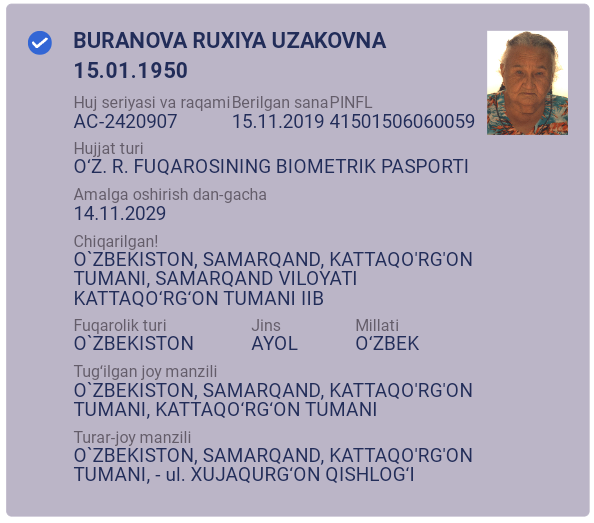 BURANOVA RUXIYA UZAKOVNA
15.01.1950
Huj seriyasi va raqami Berilgan sana PINFL
AC-2420907 15.11.2019 41501506060059
Hujjat turi
O‘Z. R. FUQAROSINING BIOMETRIK PASPORTI
Amalga oshirish dan-gacha
14.11.2029
Chiqarilgan!
O`ZBEKISTON, SAMARQAND, KATTAQO'RG'ON
TUMANI, SAMARQAND VILOYATI
KATTAQO‘RG‘ON TUMANI IIB
Fuqarolik turi Jins Millati
O`ZBEKISTON AYOL O‘ZBEK
Tug‘ilgan joy manzili
O`ZBEKISTON, SAMARQAND, KATTAQO'RG'ON
TUMANI, KATTAQO‘RG‘ON TUMANI
Turar-joy manzili
O`ZBEKISTON, SAMARQAND, KATTAQO'RG'ON
TUMANI, - ul. XUJAQURG‘ON QISHLOG‘I